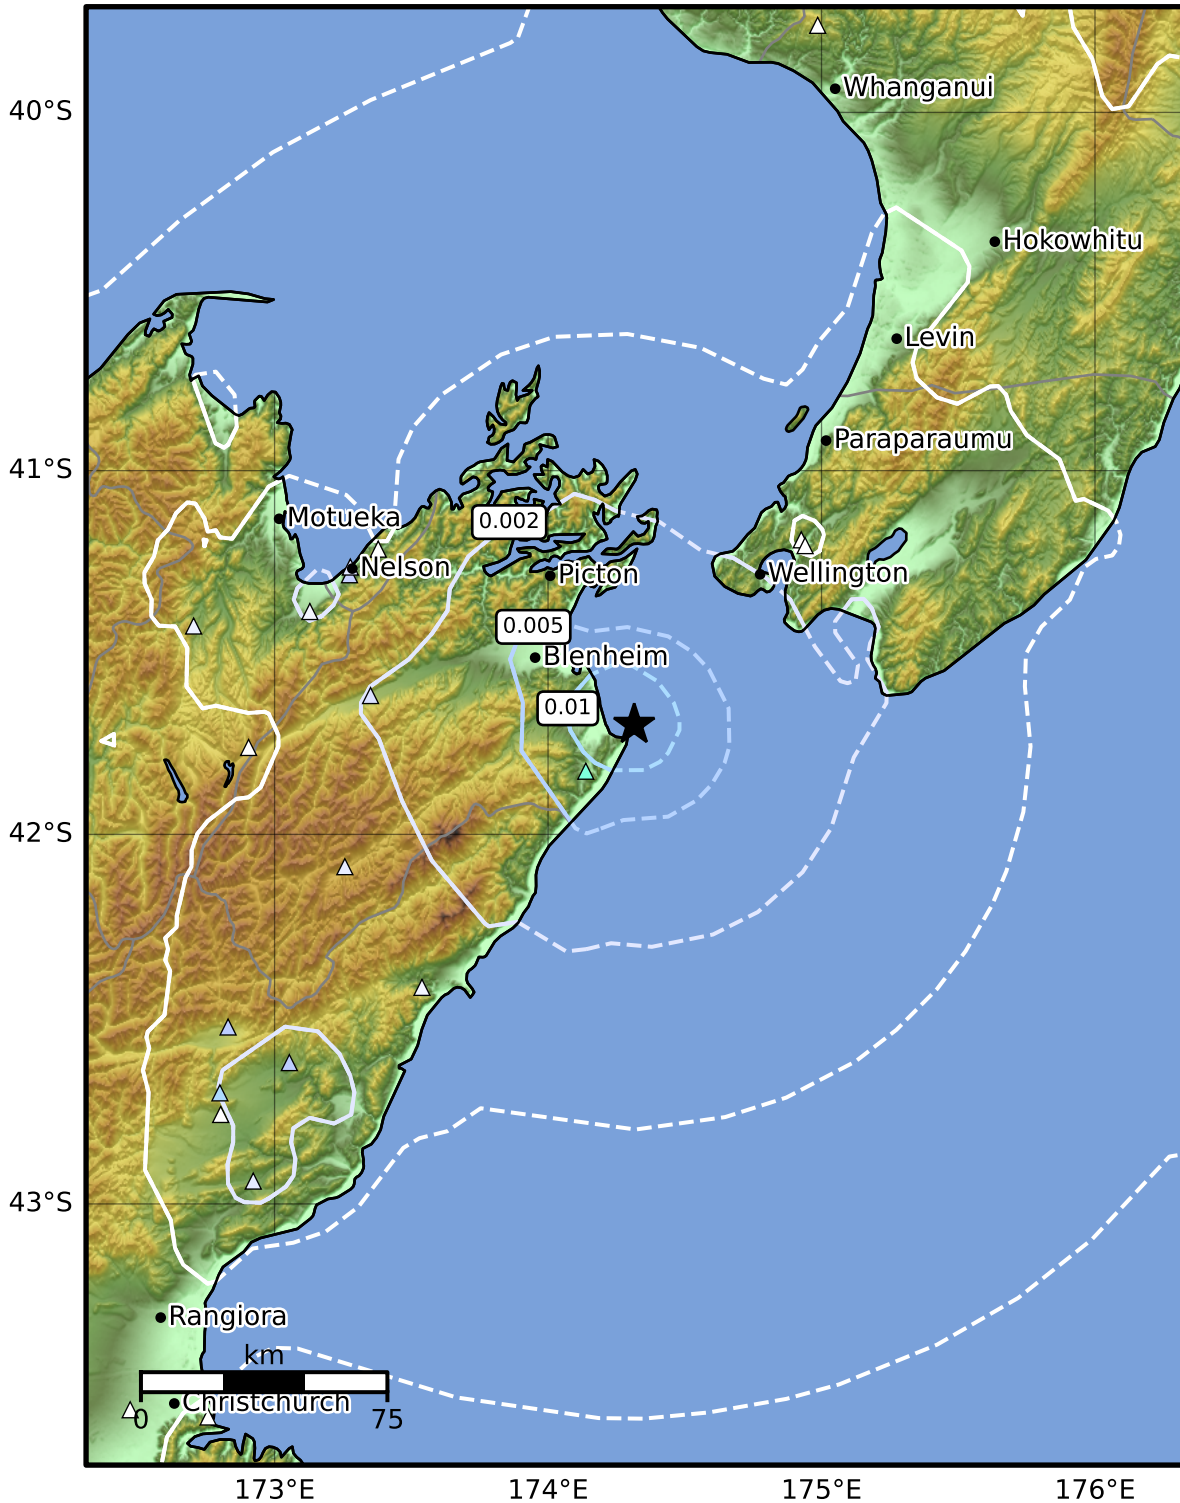 Whanganui
40°S
Hokowhitu
Levin
Paraparaumu
41°S
Motueka
0.002
Nelson
Picton
Wellington
0.005
Blenheim
0.01
42°S
43°S
Rangiora
km
Christchurch
0
75
173°E
174°E
175°E
176°E